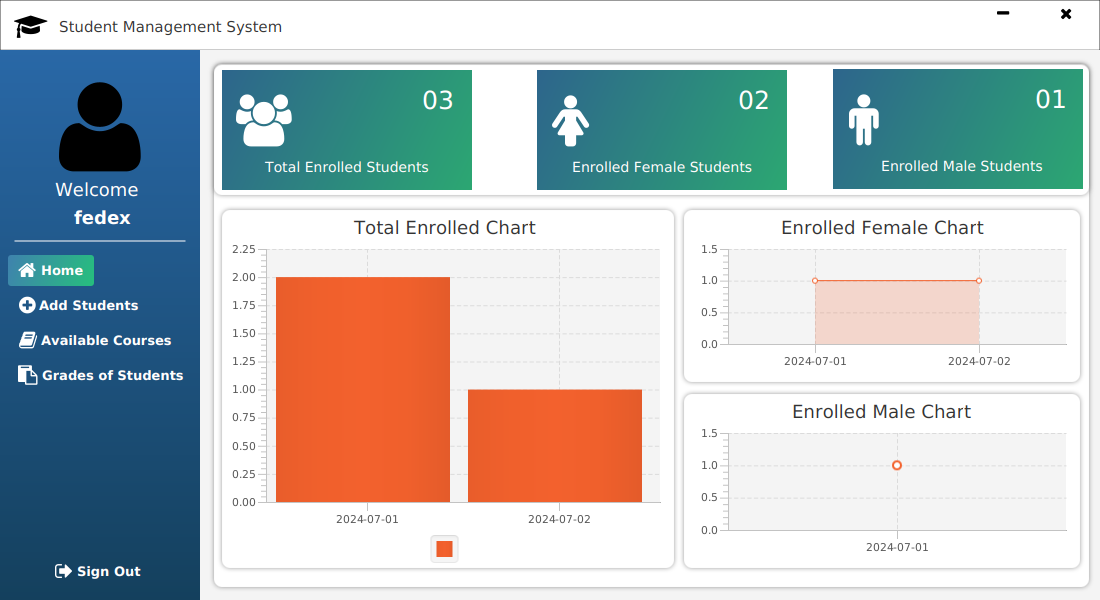 Student Management System
Welcome
fedex
Home
Add Students
Available Courses
Grades of Students
Sign Out
03
Total Enrolled Students
02
Enrolled Female Students
01
Enrolled Male Students
Total Enrolled Chart
2.25
2.00
1.75
1.50
1.25
1.00
0.75
0.50
0.25
0.00
2024-07-01 2024-07-02
Enrolled Female Chart
1.5
1.0
0.5
0.0
2024-07-01 2024-07-02
Enrolled Male Chart
1.5
1.0
0.5
0.0
2024-07-01